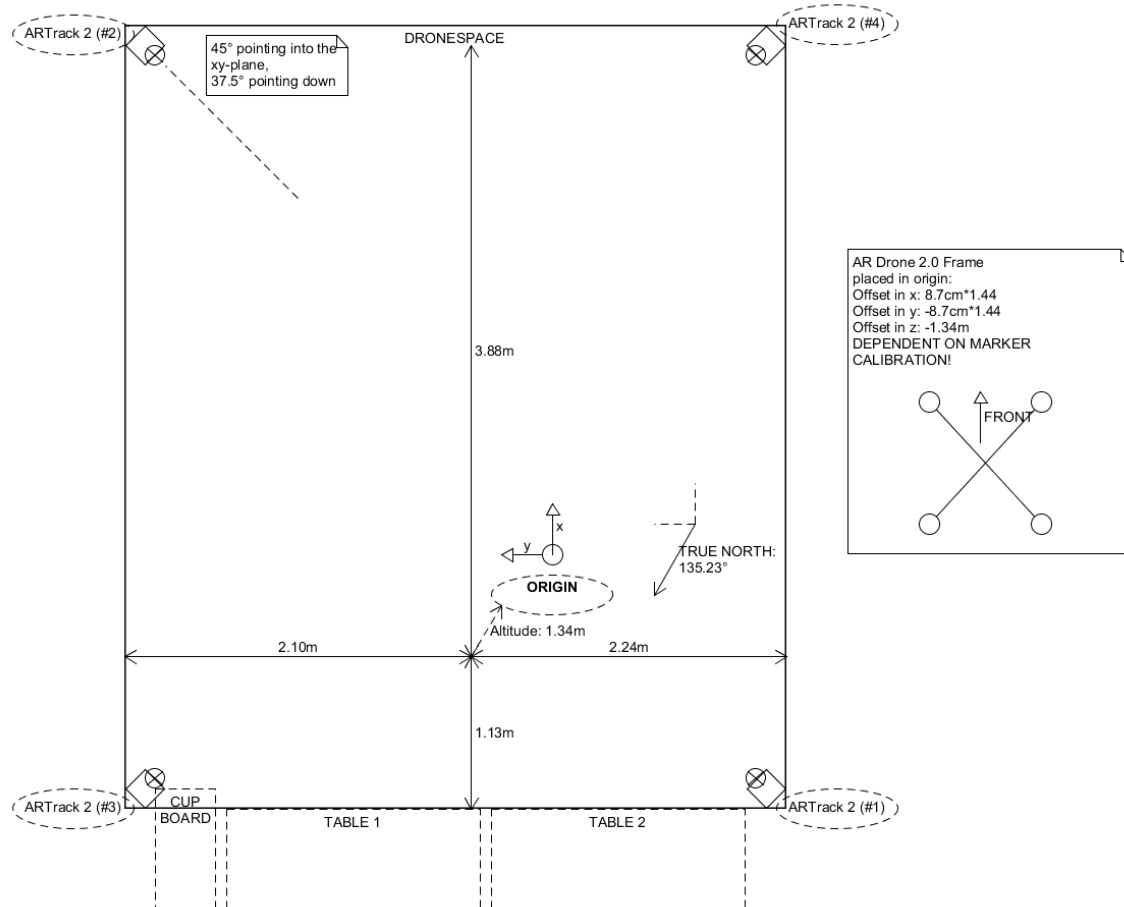 ARTrack 2 (#2)
ARTrack 2 (#4)
DRONESPACE
45° pointing into the
xy-plane,
37.5° pointing down
AR Drone 2.0 Frame
placed in origin:
Offset in x: 8.7cm*1.44
Offset in y: -8.7cm*1.44
Offset in z: -1.34m
DEPENDENT ON MARKER
CALIBRATION!
FRONT
3.88m
x
y
TRUE NORTH:
135.23°
ORIGIN
Altitude: 1.34m
2.10m
2.24m
1.13m
ARTrack 2 (#3)
CUP
BOARD
TABLE 1
TABLE 2
ARTrack 2 (#1)